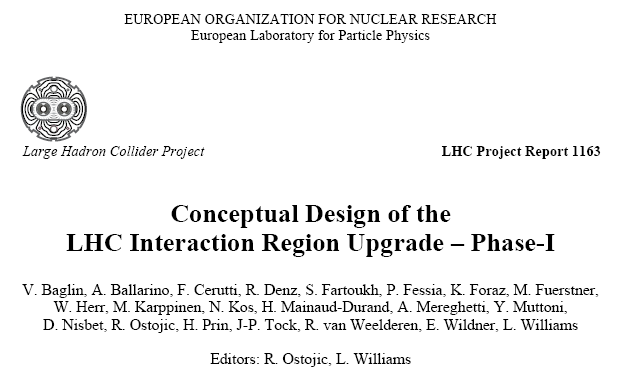 EUROPEAN ORGANIZATION FOR NUCLEAR RESEARCH
European Laboratory for Particle Physics
Large Hadron Collider Project
LHC Project Report 1163
Conceptual Design of the
LHC Interaction Region Upgrade – Phase-I
V. Baglin, A. Ballarino, F. Cerutti, R. Denz, S. Fartoukh, P. Fessia, K. Foraz, M. Fuerstner,
W. Herr, M. Karppinen, N. Kos, H. Mainaud-Durand, A. Mereghetti, Y. Muttoni,
D. Nisbet, R. Ostojic, H. Prin, J-P. Tock, R. van Weelderen, E. Wildner, L. Williams
Editors: R. Ostojic, L. Williams